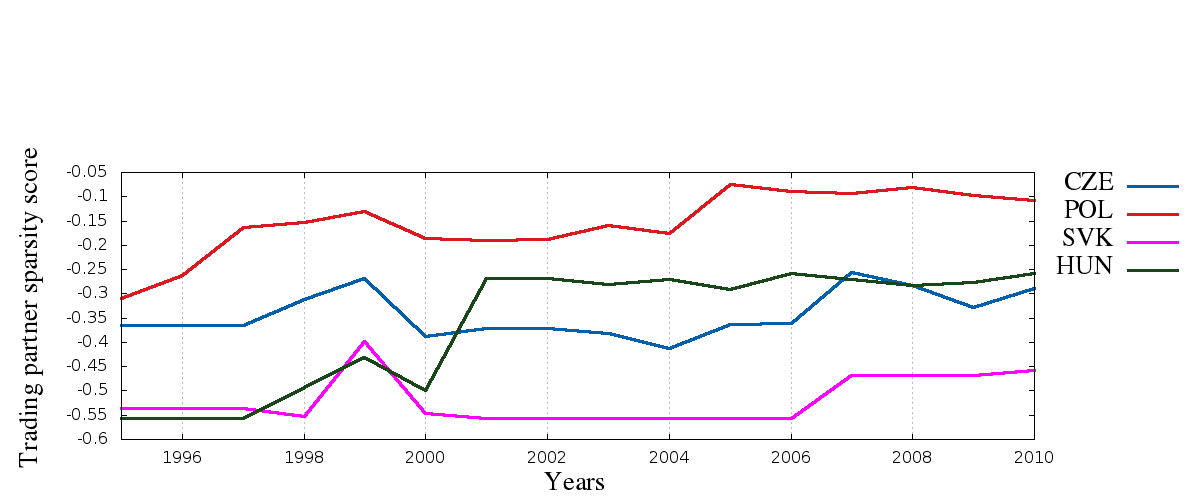 Trading partner sparsity score
-0.05
-0.1
-0.15
-0.2
-0.25
-0.3
-0.35
-0.4
-0.45
-0.5
-0.55
-0.6
1996 1998 2000 2002 2004 2006 2008 2010
Years
CZE
POL
SVK
HUN